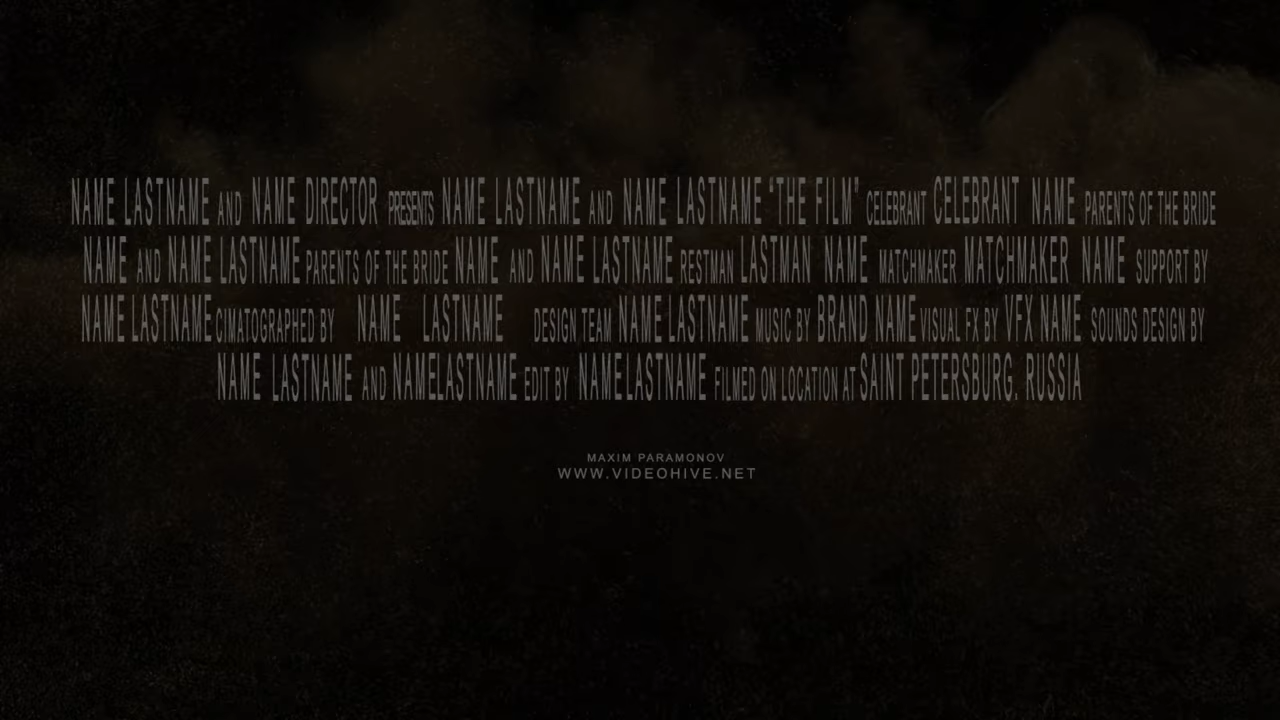 NAME LASTNAME AND NAME DIRECTOR PRESENTS NAME LASTNAME AND NAME LASTNAME "THE FILM" CELEBRANT CELEBRANT NAME PARENTS OF THE BRIDE
NAME AND NAME LASTNAME PARENTS OF THE BRIDE NAME AND NAME LASTNAME RESTMAN LASTMAN NAME MATCHMAKER MATCHMAKER NAME SUPPORT BY
NAME LASTNAME CIMATOGRAPHED BY NAME LASTNAME DESIGN TEAM NAME LASTNAME MUSIC BY BRAND NAME VISUAL FX BY VFX NAME SOUNDS DESIGN BY
NAME LASTNAME AND NAMELASTNAME EDIT BY NAMELASTNAME FILMED ON LOCATION AT SAINT PETERSBURG. RUSSIA
MAXIM PARAMONOV
WWW.VIDEOHIVE.NET